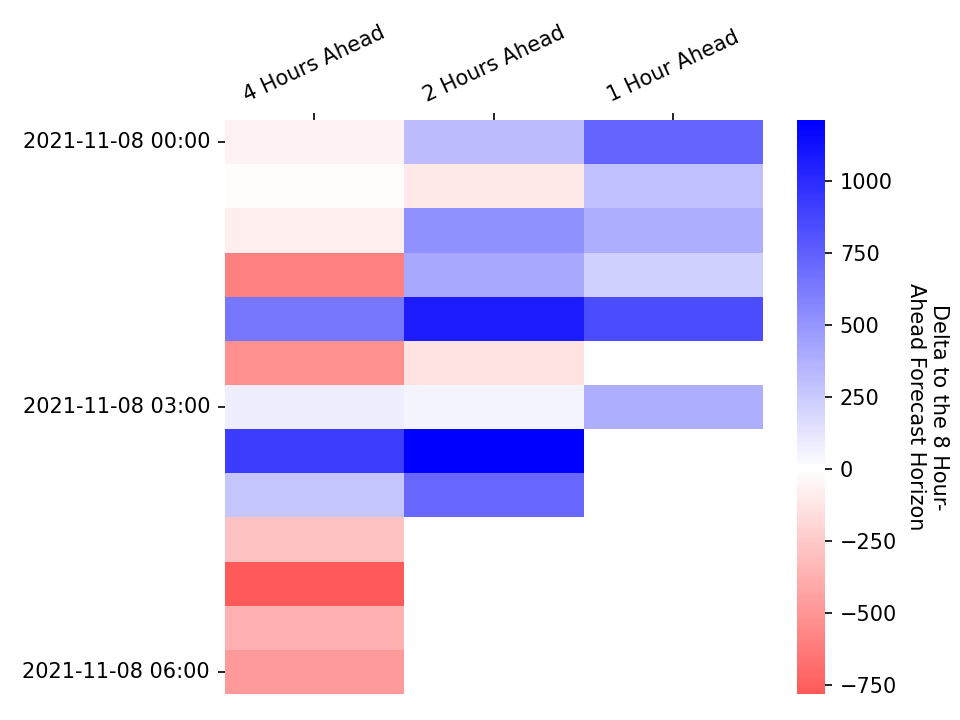 4 Hours Ahead
2 Hours Ahead
1 Hour Ahead
2021-11-08 00:00
2021-11-08 03:00
2021-11-08 06:00
1000
750
500
250
0
−250
−500
−750
Delta to the 8 Hour-
Ahead Forecast Horizon